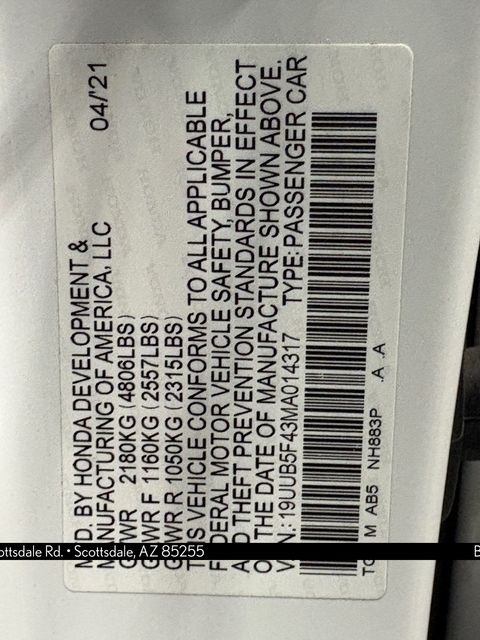 MFD. BY HONDA DEVELOPMENT &
MANUFACTURING OF AMERICA, LLC 04/'21
GVWR 2180KG (4806LBS)
GAWR F 1160KG (2557LBS)
GAWR R 1050KG (2315LBS)
THIS VEHICLE CONFORMS TO ALL APPLICABLE
FEDERAL MOTOR VEHICLE SAFETY, BUMPER,
AND THEFT PREVENTION STANDARDS IN EFFECT
ON THE DATE OF MANUFACTURE SHOWN ABOVE.
V.I.N.: 19UUB5F43MA014317 TYPE: PASSENGER CAR
M AB5 NH883P .A .A
Rd. • Scottsdale, AZ 85255